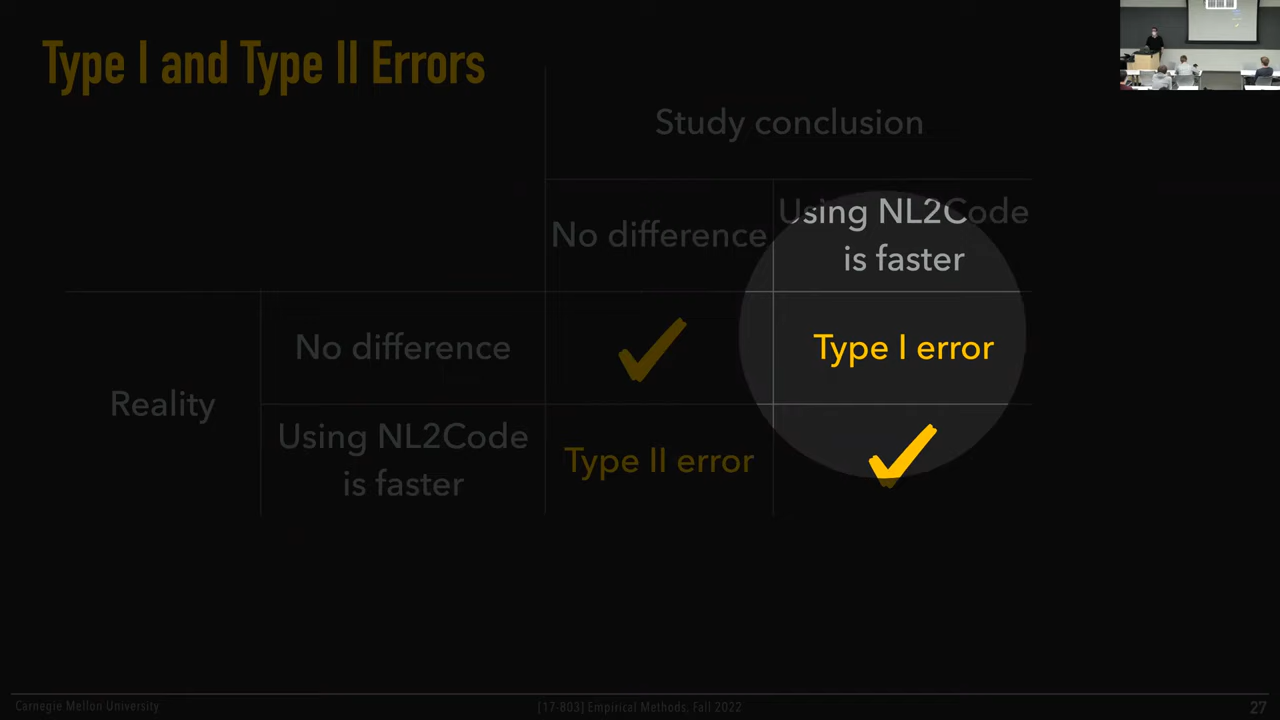 Type I and Type II Errors
Study conclusion
No difference
Using NL2Code
is faster
Reality
No difference
Type I error
Using NL2Code
is faster
Type II error
Carnegie Mellon University
[17-803] Empirical Methods, Fall 2022
27